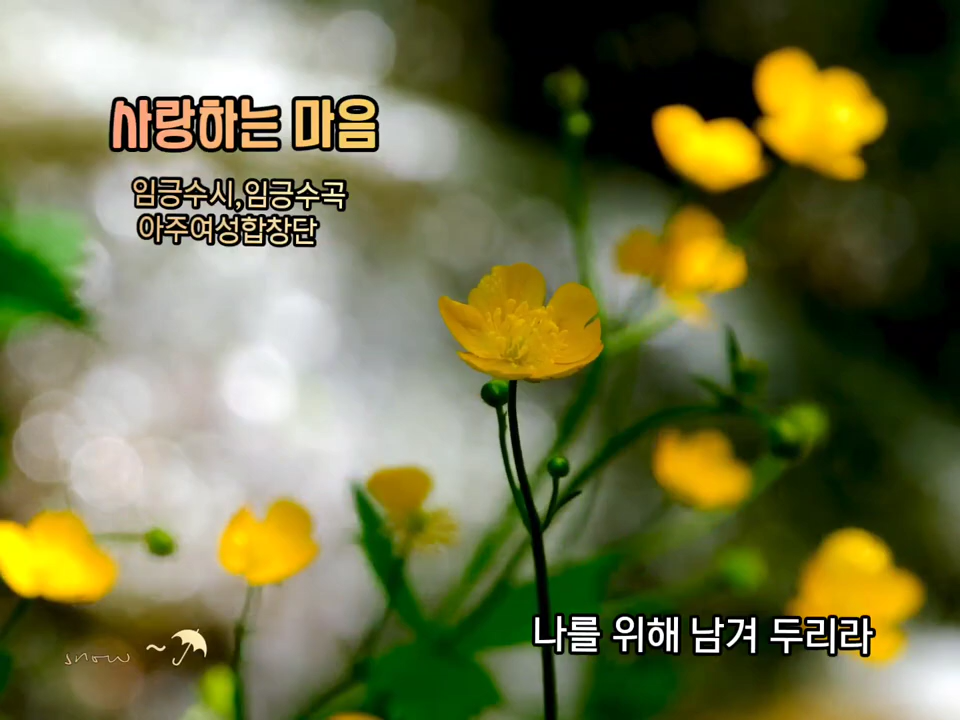 사랑하는 마음
임긍수시,임긍수곡
아주여성합창단
나를 위해 남겨 두리라
snow ~